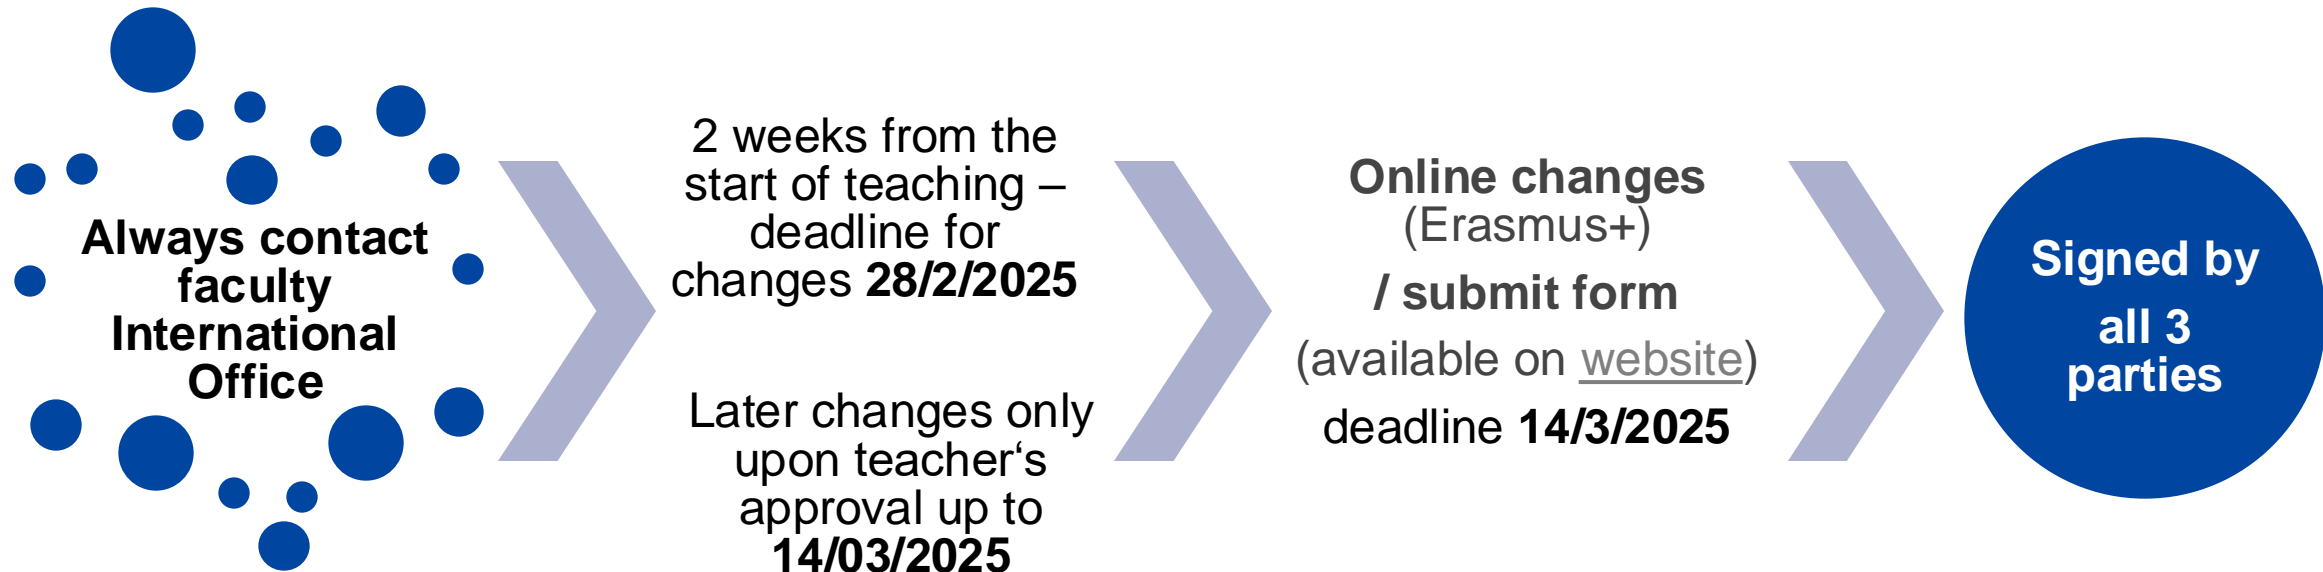 Always contact
faculty
International
Office
2 weeks from the
start of teaching –
deadline for
changes 28/2/2025
Later changes only
upon teacher‘s
approval up to
14/03/2025
Online changes
(Erasmus+)
/ submit form
(available on website)
deadline 14/3/2025
Signed by
all 3
parties